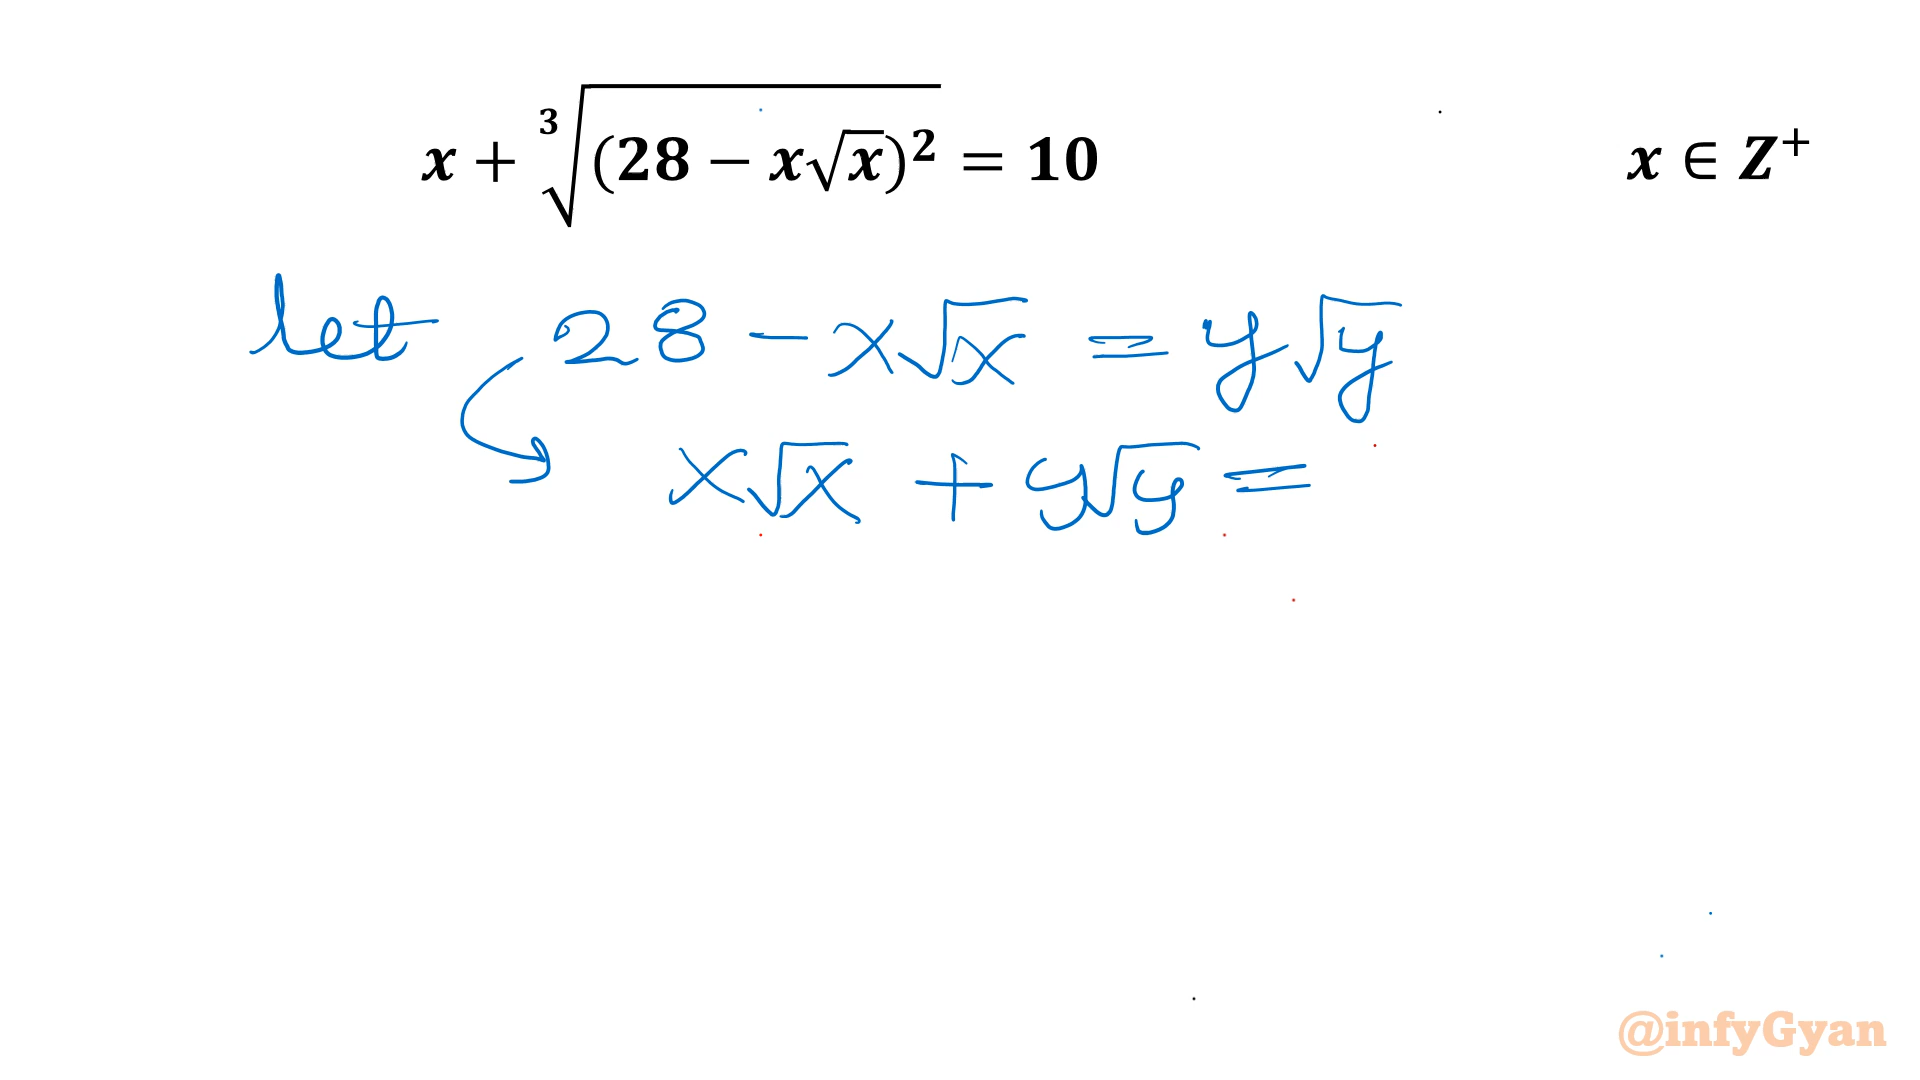 x + ∛((28 − x√x)²) = 10 x ∈ Z⁺
let 28 − x√x = y√y
x√x + y√y =
@infyGyan